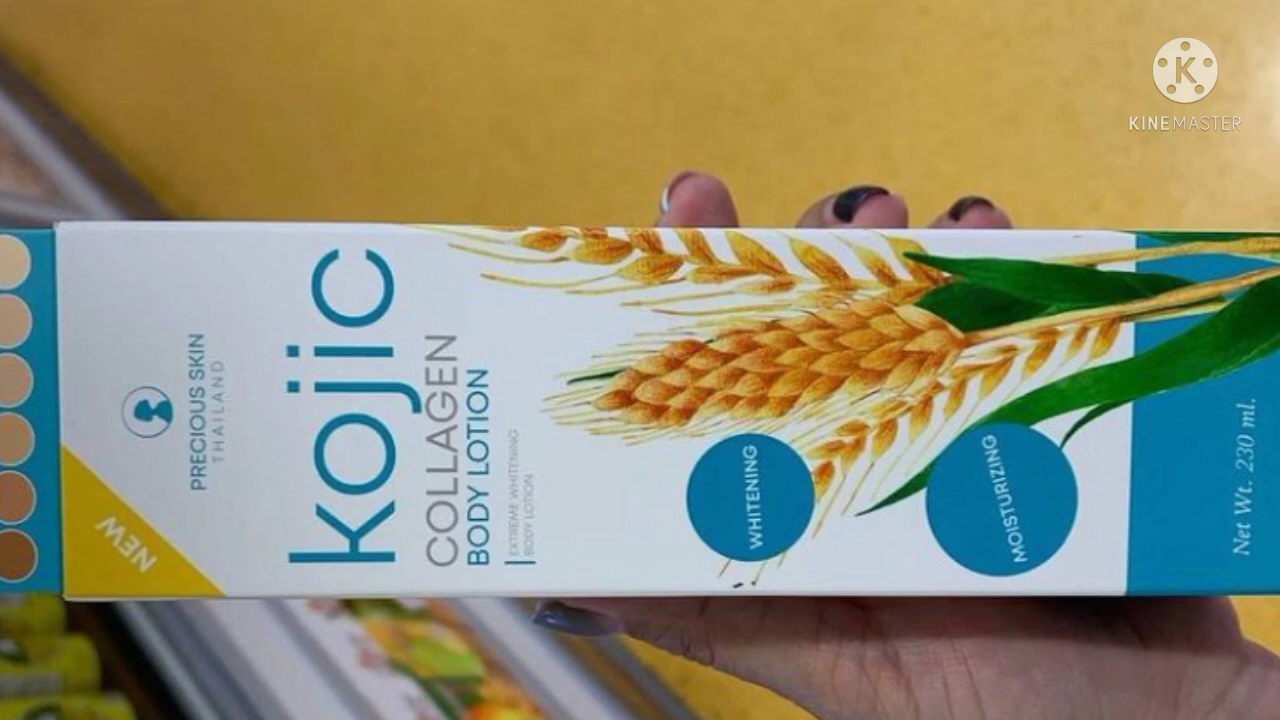 NEW
PRECIOUS SKIN
THAILAND
kojic
COLLAGEN
BODY LOTION
EXTREME WHITENING
BODY LOTION
WHITENING
MOISTURIZING
Net Wt. 230 ml.
K
KINEMASTER